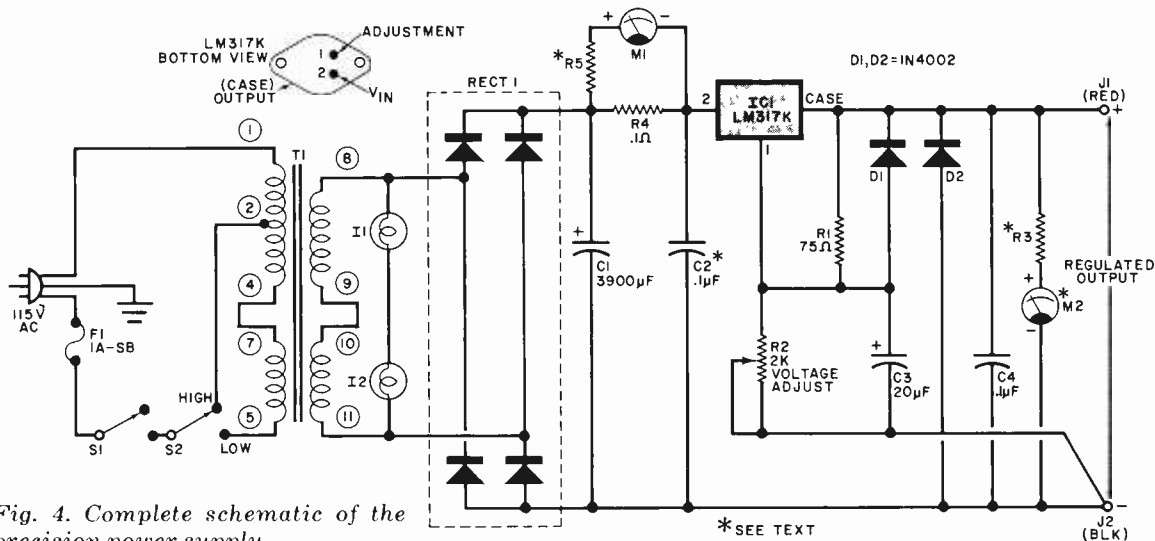 LM317K
BOTTOM VIEW
ADJUSTMENT
1
2
(CASE)
OUTPUT
VIN
RECT 1
+
-
M1
*R5
R4
.1Ω
2
IC1
LM317K
CASE
1
D1,D2=1N4002
J1
(RED)
+
1
T1
8
2
4
9
7
10
5
11
I1
I2
115V
AC
F1
1A-SB
S1
S2
HIGH
LOW
+
C1
3900µF
C2
*
.1µF
R1
75Ω
D1
D2
R2
2K
VOLTAGE
ADJUST
+
C3
20µF
C4
.1µF
*R3
+
*
M2
-
REGULATED
OUTPUT
-
J2
(BLK)
*SEE TEXT
Fig. 4. Complete schematic of the
precision power supply